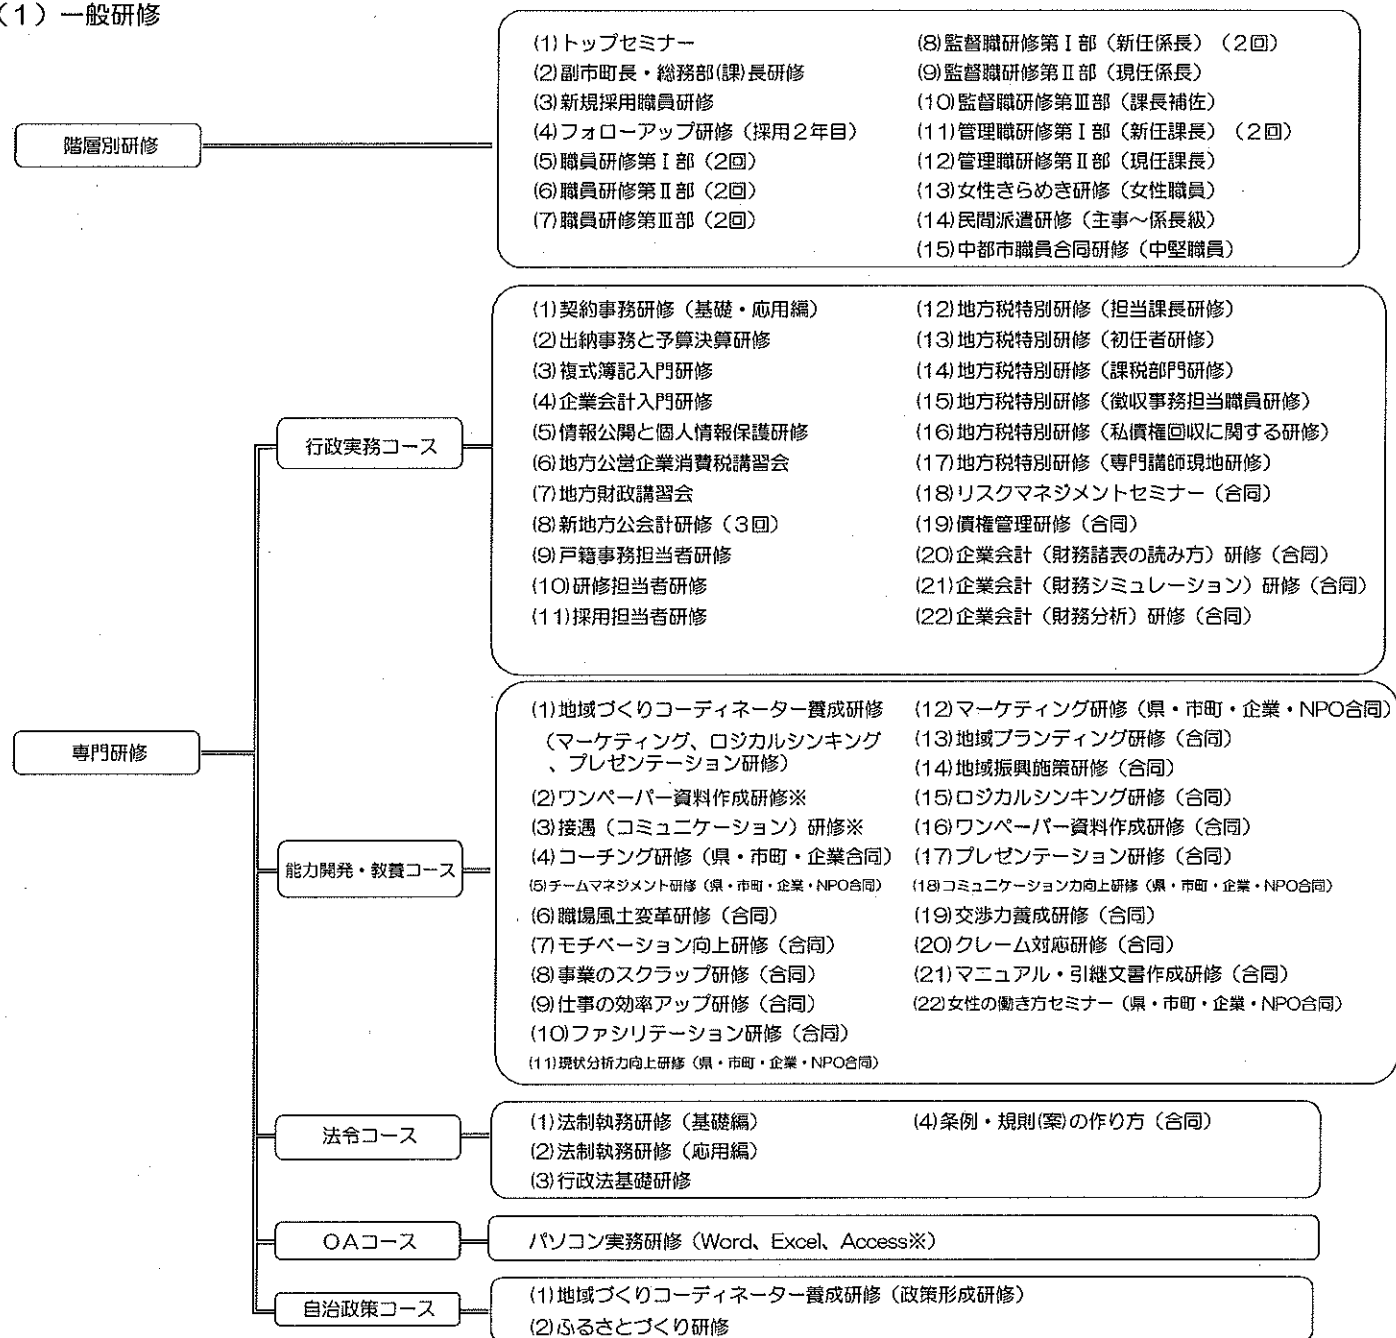 (1)一般研修
階層別研修
(1)トップセミナー
(2)副市町長・総務部(課)長研修
(3)新規採用職員研修
(4)フォローアップ研修(採用2年目)
(5)職員研修第Ⅰ部(2回)
(6)職員研修第Ⅱ部(2回)
(7)職員研修第Ⅲ部(2回)
(8)監督職研修第Ⅰ部(新任係長)(2回)
(9)監督職研修第Ⅱ部(現任係長)
(10)監督職研修第Ⅲ部(課長補佐)
(11)管理職研修第Ⅰ部(新任課長)(2回)
(12)管理職研修第Ⅱ部(現任課長)
(13)女性きらめき研修(女性職員)
(14)民間派遣研修(主事~係長級)
(15)中都市職員合同研修(中堅職員)
専門研修
行政実務コース
(1)契約事務研修(基礎・応用編)
(2)出納事務と予算決算研修
(3)複式簿記入門研修
(4)企業会計入門研修
(5)情報公開と個人情報保護研修
(6)地方公営企業消費税講習会
(7)地方財政講習会
(8)新地方公会計研修(3回)
(9)戸籍事務担当者研修
(10)研修担当者研修
(11)採用担当者研修
(12)地方税特別研修(担当課長研修)
(13)地方税特別研修(初任者研修)
(14)地方税特別研修(課税部門研修)
(15)地方税特別研修(徴収事務担当職員研修)
(16)地方税特別研修(私債権回収に関する研修)
(17)地方税特別研修(専門講師現地研修)
(18)リスクマネジメントセミナー(合同)
(19)債権管理研修(合同)
(20)企業会計(財務諸表の読み方)研修(合同)
(21)企業会計(財務シミュレーション)研修(合同)
(22)企業会計(財務分析)研修(合同)
能力開発・教養コース
(1)地域づくりコーディネーター養成研修
(マーケティング、ロジカルシンキング
、プレゼンテーション研修)
(2)ワンペーパー資料作成研修※
(3)接遇(コミュニケーション)研修※
(4)コーチング研修(県・市町・企業合同)
(5)チームマネジメント研修(県・市町・企業・NPO合同)
(6)職場風土変革研修(合同)
(7)モチベーション向上研修(合同)
(8)事業のスクラップ研修(合同)
(9)仕事の効率アップ研修(合同)
(10)ファシリテーション研修(合同)
(11)現状分析力向上研修(県・市町・企業・NPO合同)
(12)マーケティング研修(県・市町・企業・NPO合同)
(13)地域ブランディング研修(合同)
(14)地域振興施策研修(合同)
(15)ロジカルシンキング研修(合同)
(16)ワンペーパー資料作成研修(合同)
(17)プレゼンテーション研修(合同)
(18)コミュニケーション力向上研修(県・市町・企業・NPO合同)
(19)交渉力養成研修(合同)
(20)クレーム対応研修(合同)
(21)マニュアル・引継文書作成研修(合同)
(22)女性の働き方セミナー(県・市町・企業・NPO合同)
法令コース
(1)法制執務研修(基礎編)
(2)法制執務研修(応用編)
(3)行政法基礎研修
(4)条例・規則(案)の作り方(合同)
OAコース
パソコン実務研修(Word、Excel、Access※)
自治政策コース
(1)地域づくりコーディネーター養成研修(政策形成研修)
(2)ふるさとづくり研修